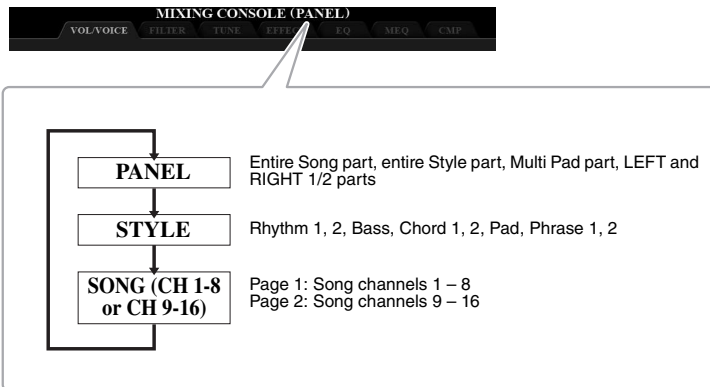 MIXING CONSOLE (PANEL)
VOL/VOICE FILTER TUNE EFFECT EQ MEQ CMP
PANEL
Entire Song part, entire Style part, Multi Pad part, LEFT and
RIGHT 1/2 parts
STYLE
Rhythm 1, 2, Bass, Chord 1, 2, Pad, Phrase 1, 2
SONG (CH 1-8
or CH 9-16)
Page 1: Song channels 1 – 8
Page 2: Song channels 9 – 16